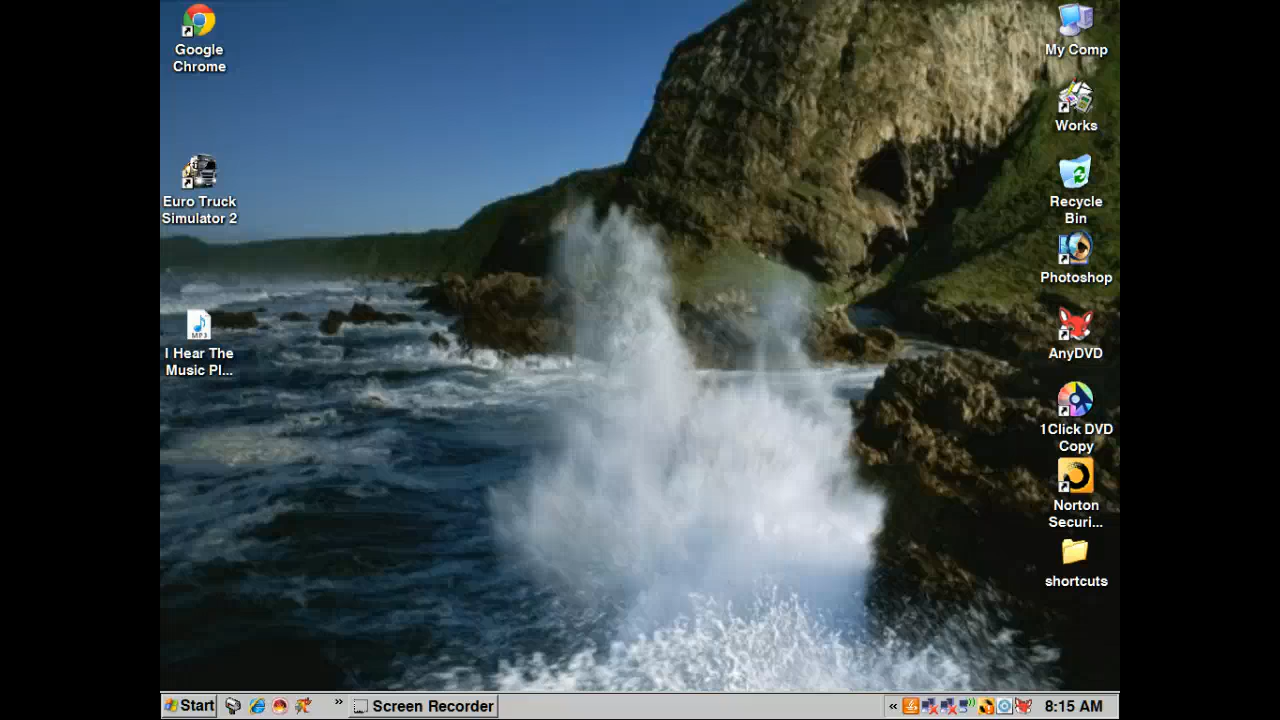 Google
Chrome
Euro Truck
Simulator 2
MP3
I Hear The
Music Pl...
My Comp
Works
Recycle
Bin
Photoshop
AnyDVD
1Click DVD
Copy
Norton
Securi...
shortcuts
Start
»
Screen Recorder
«
8:15 AM